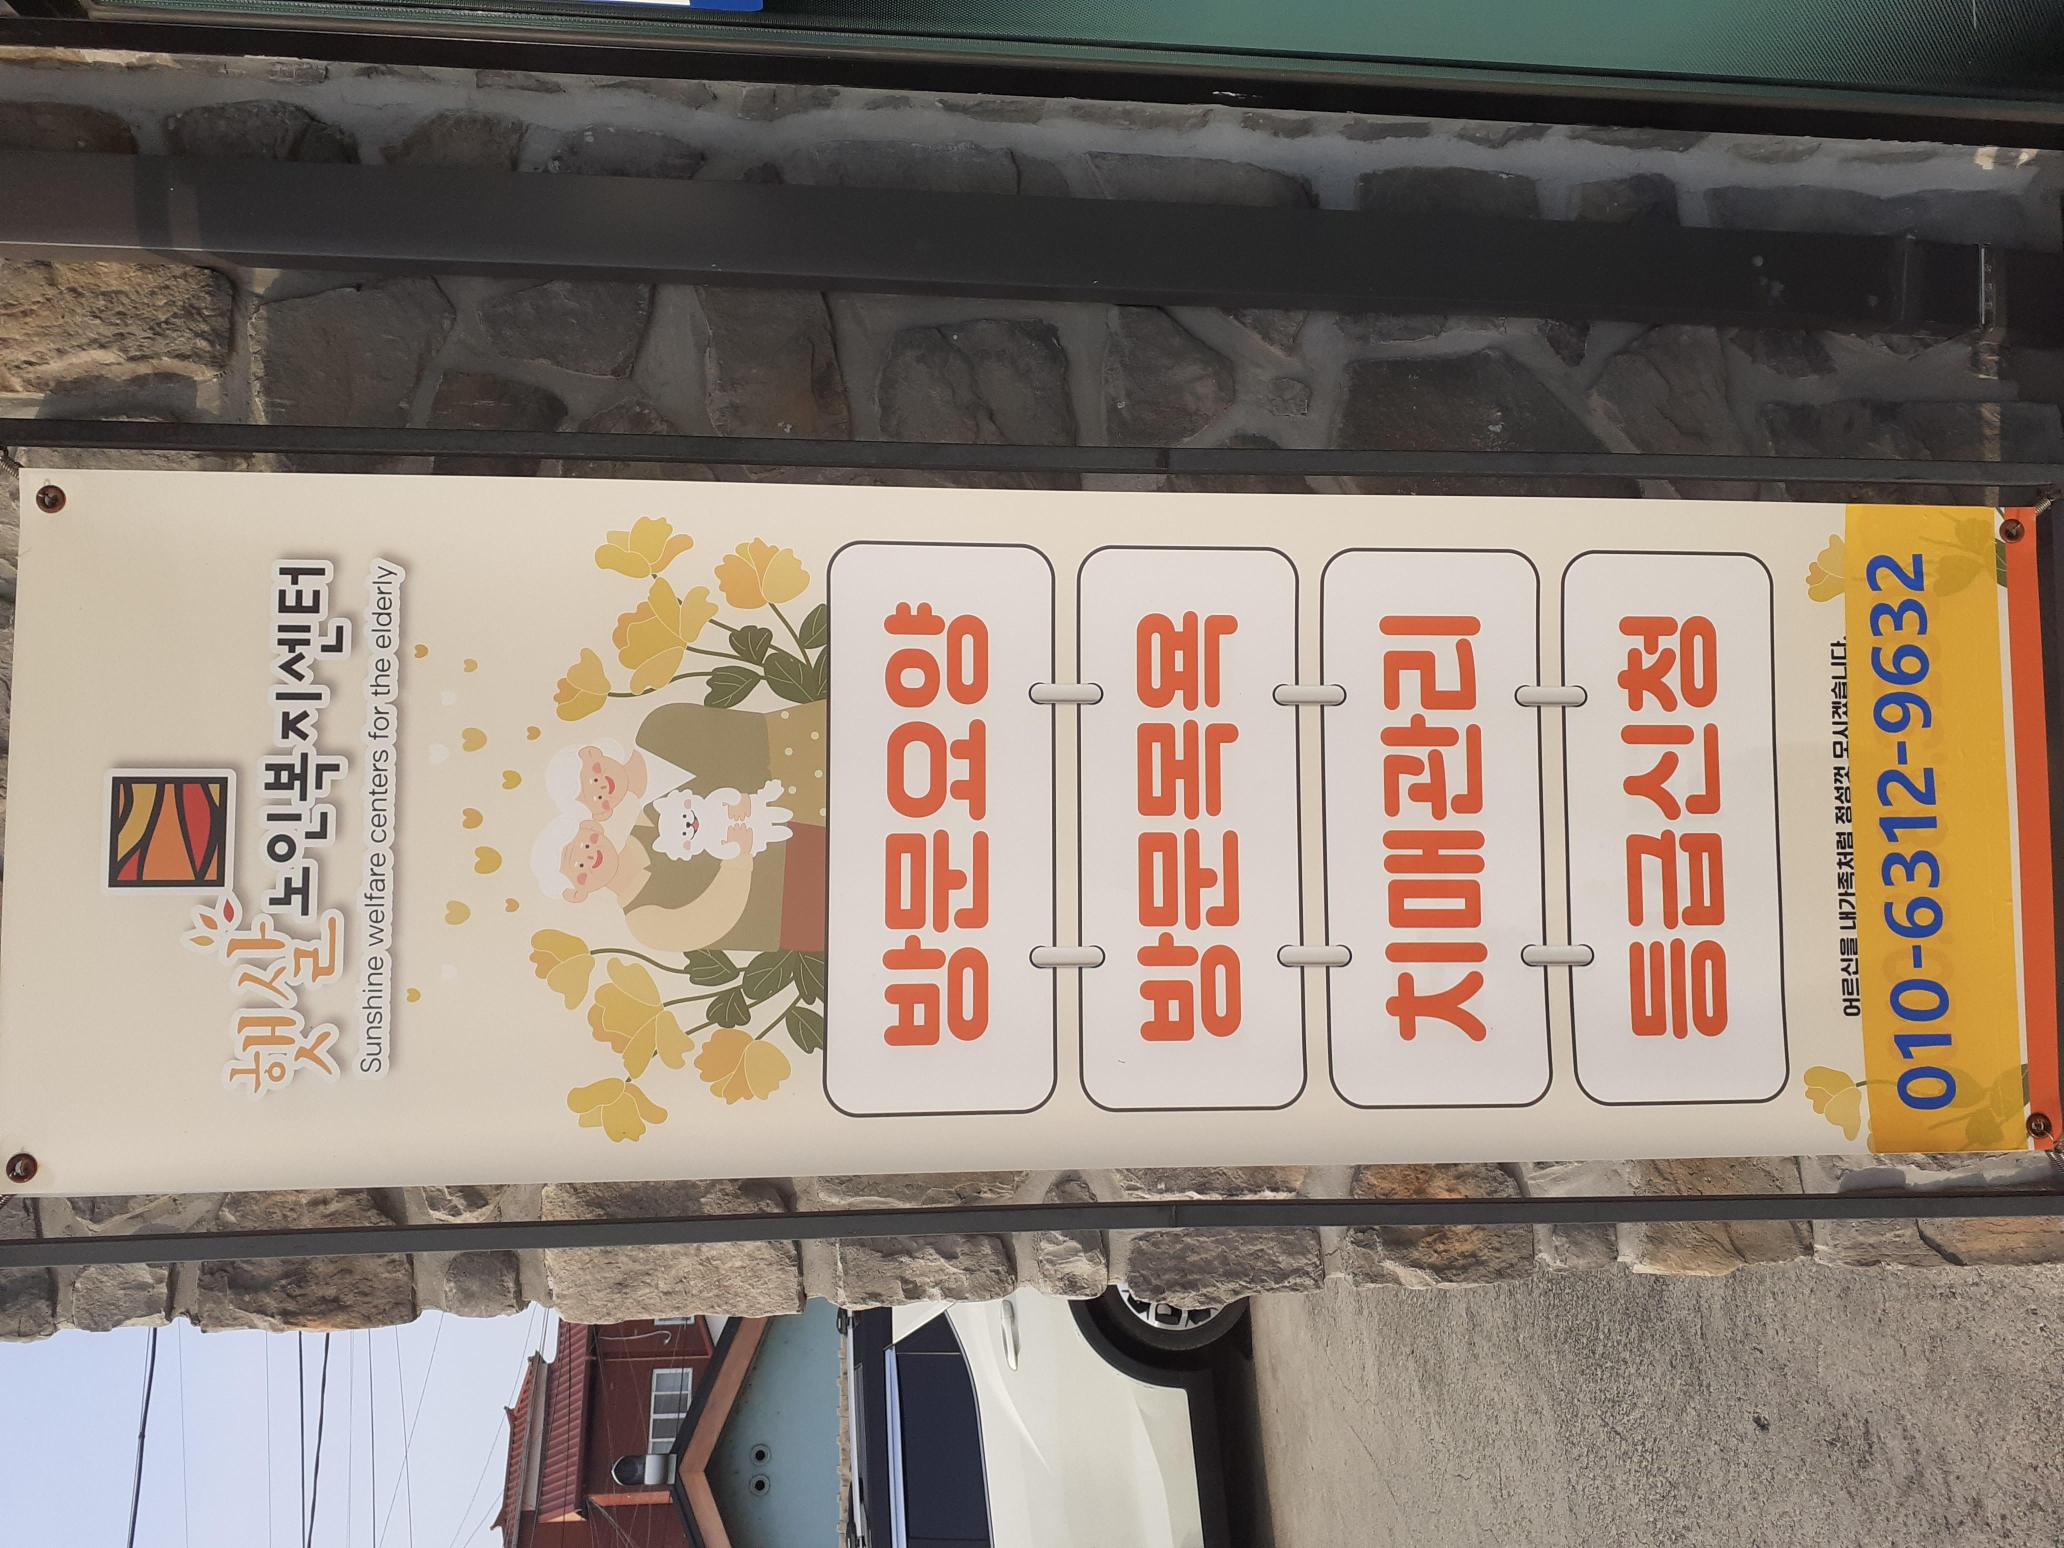 햇살 노인복지센터
Sunshine welfare centers for the elderly
방문요양
방문목욕
치매관리
등급신청
어르신을 내가족처럼 정성껏 모시겠습니다.
010-6312-9632